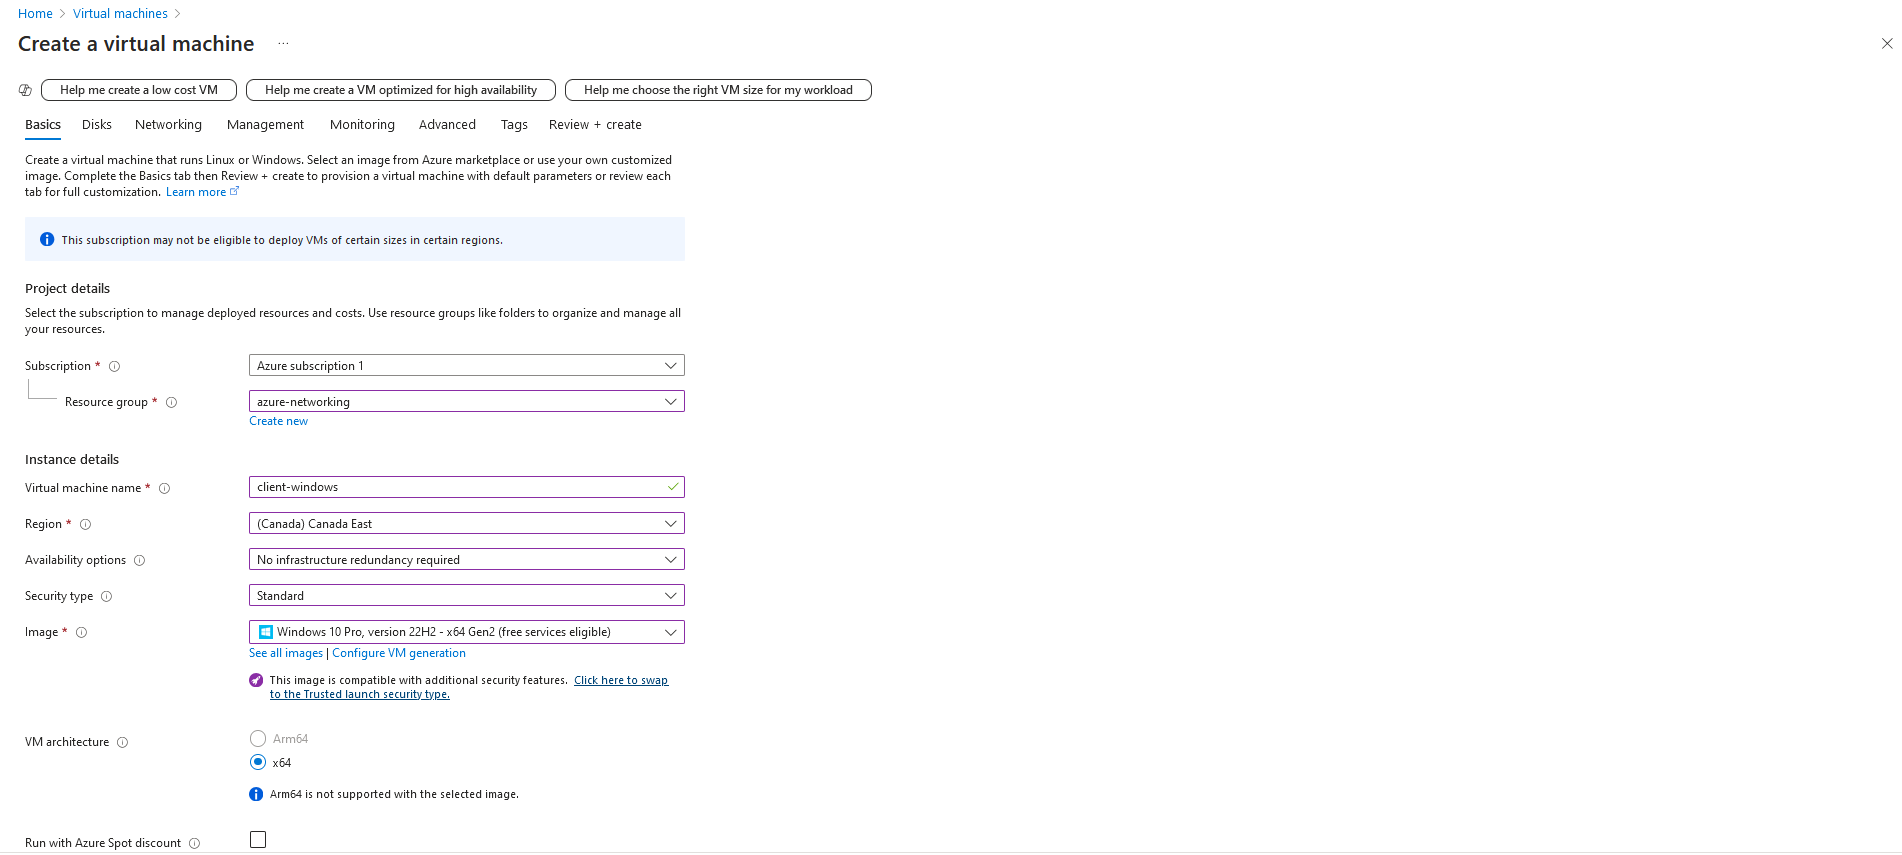 Home > Virtual machines >
Create a virtual machine ...
Help me create a low cost VM
Help me create a VM optimized for high availability
Help me choose the right VM size for my workload
Basics Disks Networking Management Monitoring Advanced Tags Review + create
Create a virtual machine that runs Linux or Windows. Select an image from Azure marketplace or use your own customized
image. Complete the Basics tab then Review + create to provision a virtual machine with default parameters or review each
tab for full customization. Learn more
This subscription may not be eligible to deploy VMs of certain sizes in certain regions.
Project details
Select the subscription to manage deployed resources and costs. Use resource groups like folders to organize and manage all
your resources.
Subscription * Azure subscription 1
Resource group * azure-networking
Create new
Instance details
Virtual machine name * client-windows
Region * (Canada) Canada East
Availability options No infrastructure redundancy required
Security type Standard
Image * Windows 10 Pro, version 22H2 - x64 Gen2 (free services eligible)
See all images | Configure VM generation
This image is compatible with additional security features. Click here to swap
to the Trusted launch security type.
VM architecture
Arm64
x64
Arm64 is not supported with the selected image.
Run with Azure Spot discount